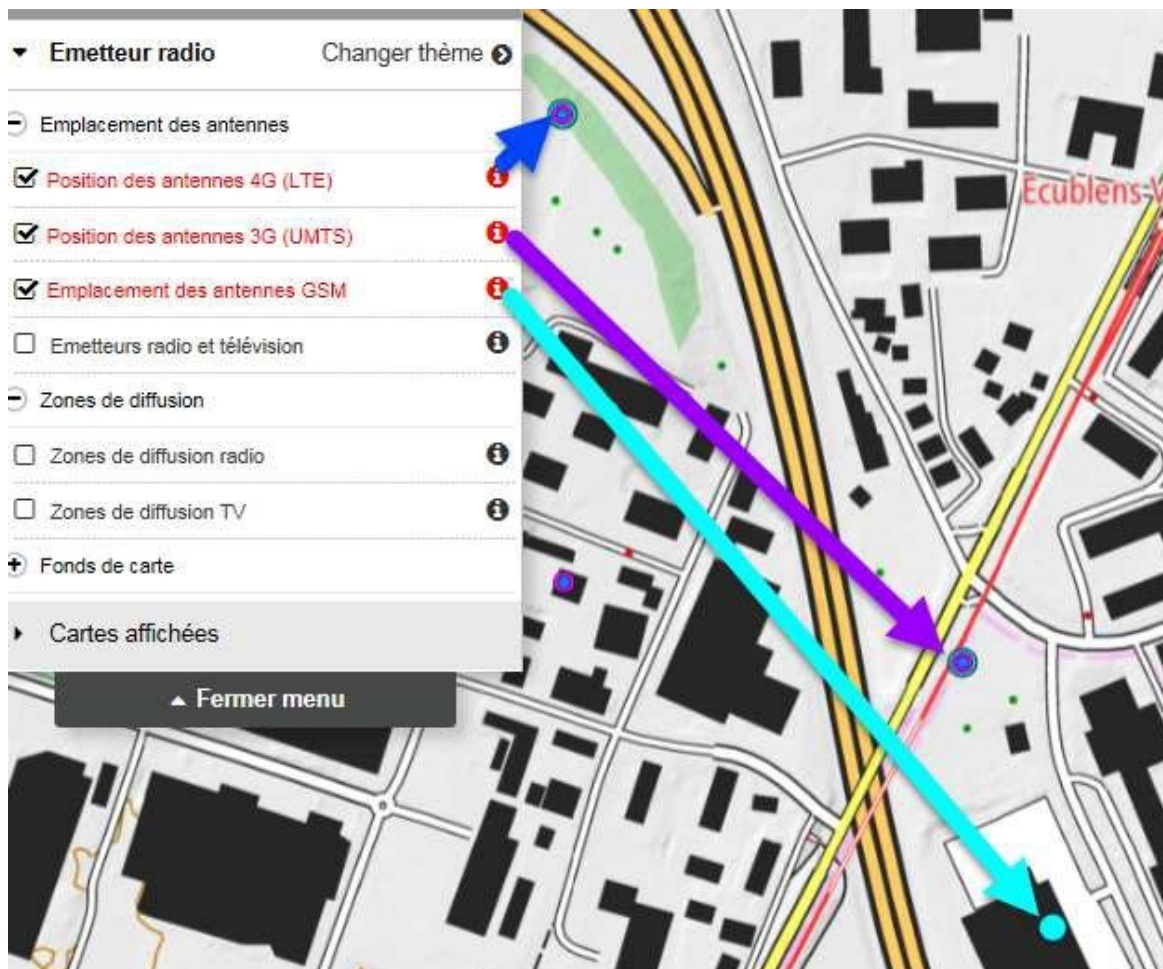 Emetteur radio
Changer thème
Emplacement des antennes
Position des antennes 4G (LTE)
Position des antennes 3G (UMTS)
Emplacement des antennes GSM
Emetteurs radio et télévision
Zones de diffusion
Zones de diffusion radio
Zones de diffusion TV
Fonds de carte
Cartes affichées
Fermer menu
Ecublens V